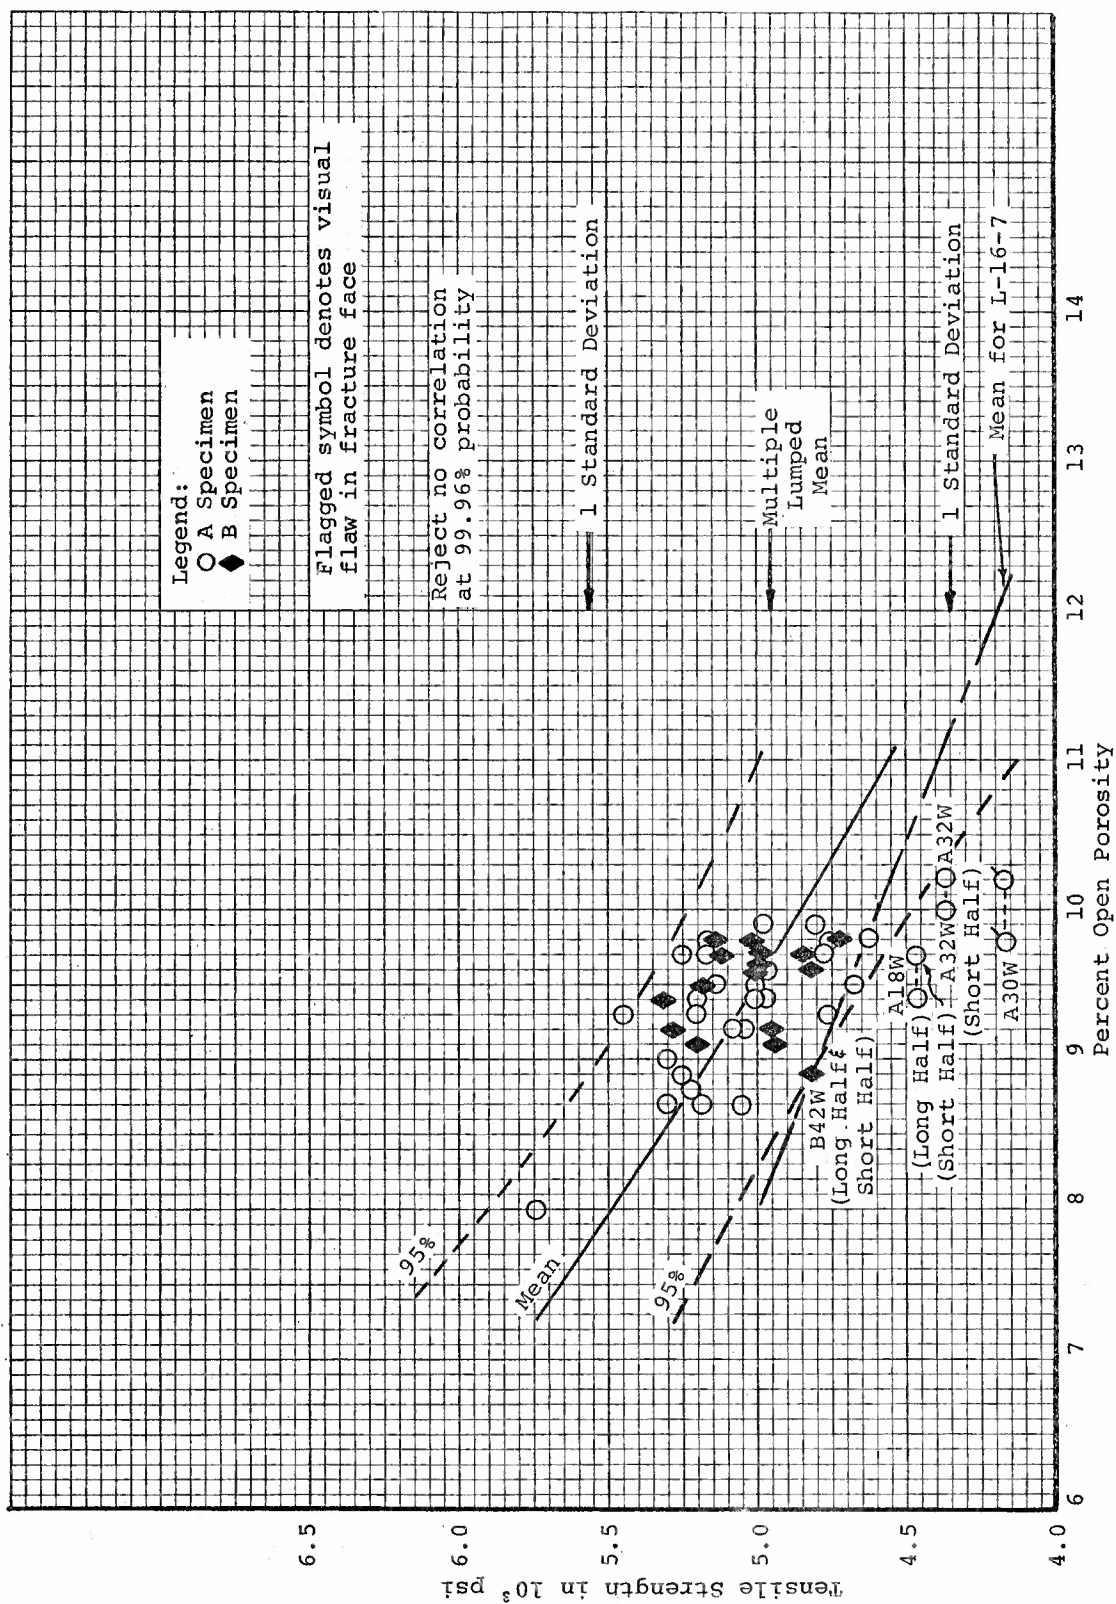 Legend:
A Specimen
B Specimen
Flagged symbol denotes visual
flaw in fracture face
Reject no correlation
at 99.96% probability
1 Standard Deviation
Multiple
Lumped
Mean
1 Standard Deviation
Mean for L-16-7
95%
Mean
95%
B42W
(Long Half &
Short Half)
A18W
(Long Half)
(Short Half)
A32W
A32W
(Short Half)
A30W
Tensile Strength in 10³ psi
6.5
6.0
5.5
5.0
4.5
4.0
6
7
8
9
10
11
12
13
14
Percent Open Porosity